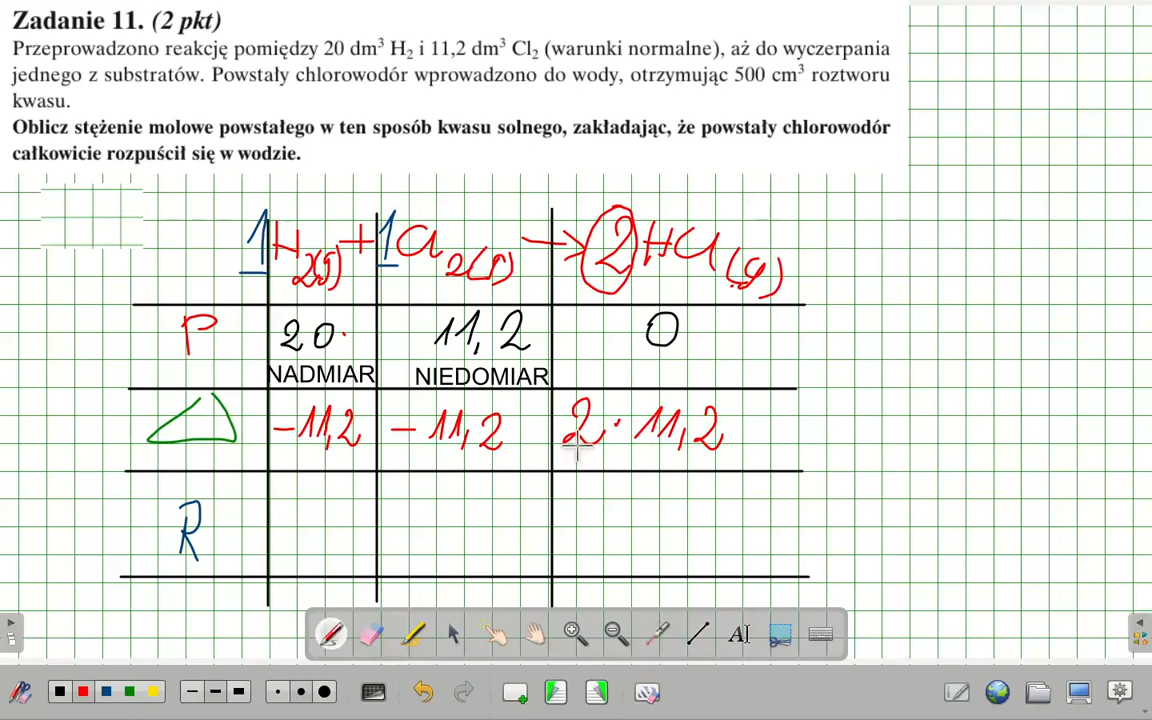 Zadanie 11. (2 pkt)
Przeprowadzono reakcję pomiędzy 20 dm³ H₂ i 11,2 dm³ Cl₂ (warunki normalne), aż do wyczerpania
jednego z substratów. Powstały chlorowodór wprowadzono do wody, otrzymując 500 cm³ roztworu
kwasu.
Oblicz stężenie molowe powstałego w ten sposób kwasu solnego, zakładając, że powstały chlorowodór
całkowicie rozpuścił się w wodzie.
1H₂(g) + 1Cl₂(g) → 2HCl(g)
P 20 11,2 0
NADMIAR NIEDOMIAR
△ -11,2 -11,2 2·11,2
R